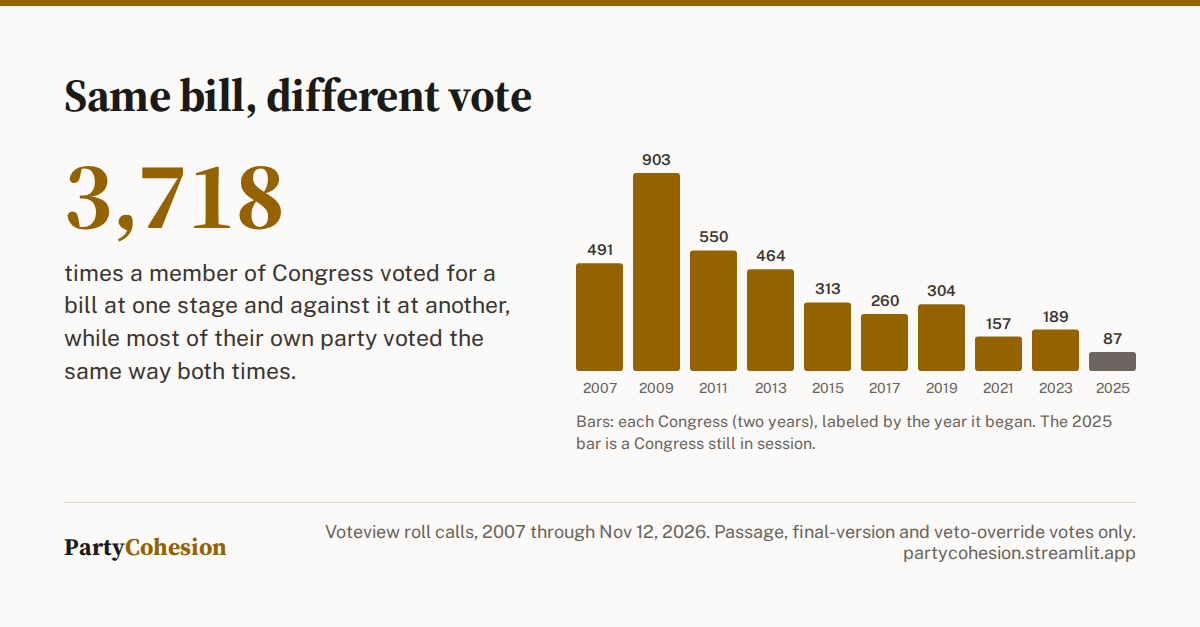 Same bill, different vote
3,718
times a member of Congress voted for a
bill at one stage and against it at another,
while most of their own party voted the
same way both times.
491
903
550
464
313
260
304
157
189
87
2007
2009
2011
2013
2015
2017
2019
2021
2023
2025
Bars: each Congress (two years), labeled by the year it began. The 2025
bar is a Congress still in session.
PartyCohesion
Voteview roll calls, 2007 through Nov 12, 2026. Passage, final-version and veto-override votes only.
partycohesion.streamlit.app